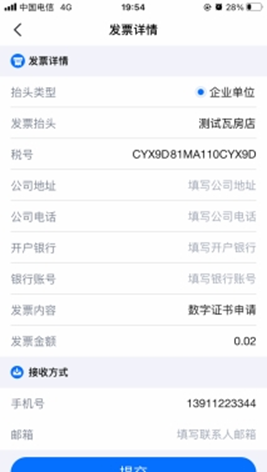 中国电信 4G 19:54 28%
发票详情
发票详情
抬头类型 企业单位
发票抬头 测试瓦房店
税号 CYX9D81MA110CYX9D
公司地址 填写公司地址
公司电话 填写公司电话
开户银行 填写开户银行
银行账号 填写银行账号
发票内容 数字证书申请
发票金额 0.02
接收方式
手机号 13911223344
邮箱 填写联系人邮箱
提交